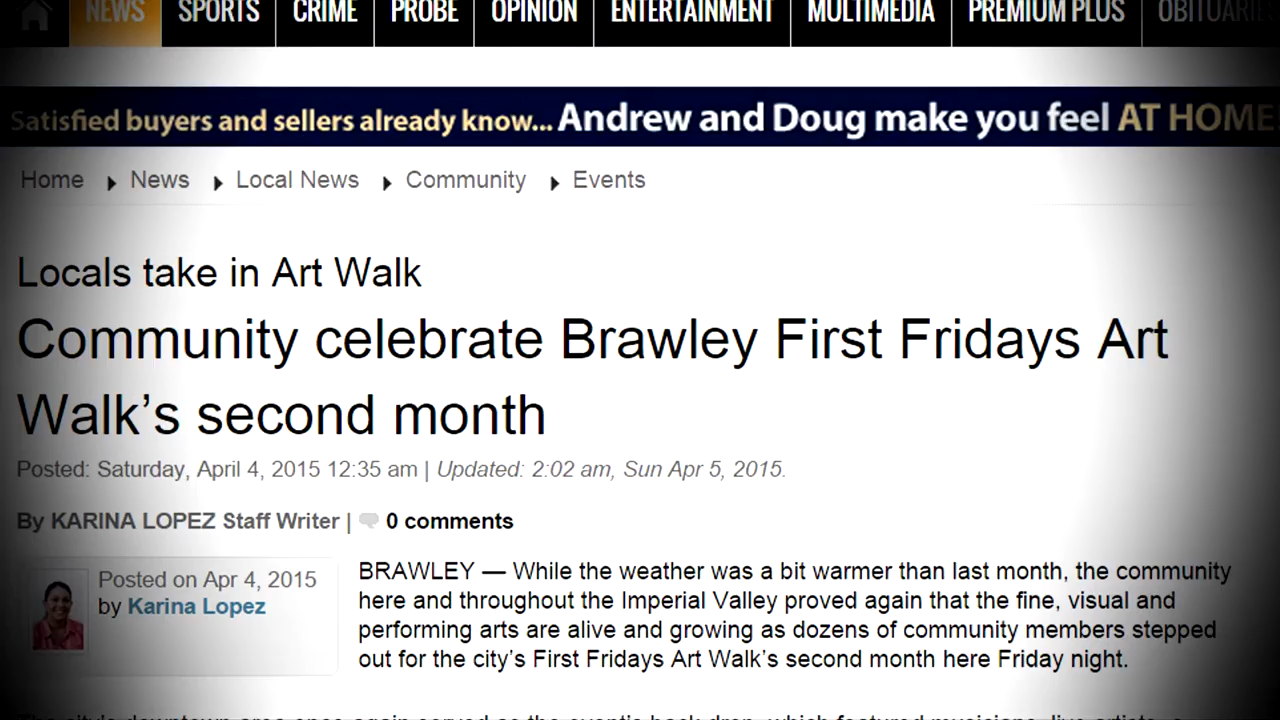 NEWS SPORTS CRIME PROBE OPINION ENTERTAINMENT MULTIMEDIA PREMIUM PLUS OBITUARIES
Satisfied buyers and sellers already know... Andrew and Doug make you feel AT HOME
Home News Local News Community Events
Locals take in Art Walk
Community celebrate Brawley First Fridays Art
Walk’s second month
Posted: Saturday, April 4, 2015 12:35 am | Updated: 2:02 am, Sun Apr 5, 2015.
By KARINA LOPEZ Staff Writer | 0 comments
Posted on Apr 4, 2015
by Karina Lopez
BRAWLEY — While the weather was a bit warmer than last month, the community
here and throughout the Imperial Valley proved again that the fine, visual and
performing arts are alive and growing as dozens of community members stepped
out for the city’s First Fridays Art Walk’s second month here Friday night.